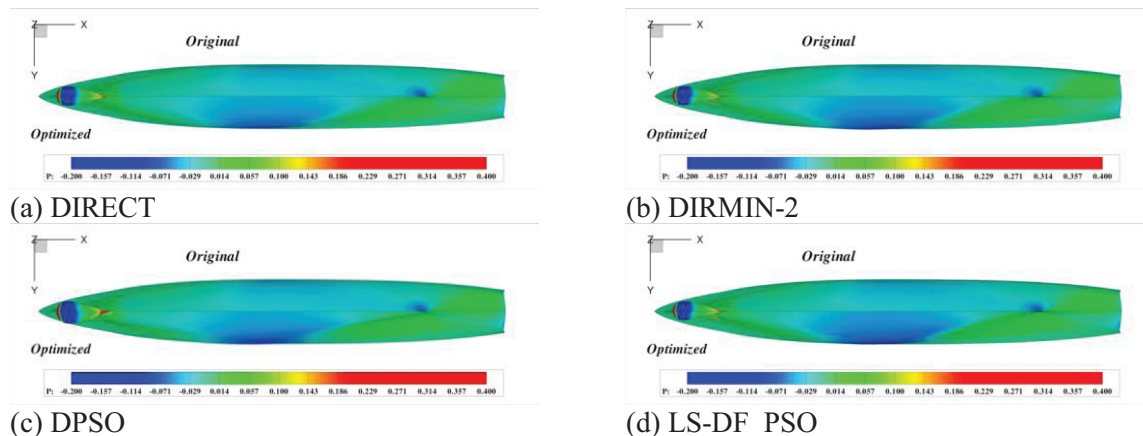 Z X
Original
Y
Optimized
P: -0.200 -0.157 -0.114 -0.071 -0.029 0.014 0.057 0.100 0.143 0.186 0.229 0.271 0.314 0.357 0.400
(a) DIRECT
Z X
Original
Y
Optimized
P: -0.200 -0.157 -0.114 -0.071 -0.029 0.014 0.057 0.100 0.143 0.186 0.229 0.271 0.314 0.357 0.400
(b) DIRMIN-2
Z X
Original
Y
Optimized
P: -0.200 -0.157 -0.114 -0.071 -0.029 0.014 0.057 0.100 0.143 0.186 0.229 0.271 0.314 0.357 0.400
(c) DPSO
Z X
Original
Y
Optimized
P: -0.200 -0.157 -0.114 -0.071 -0.029 0.014 0.057 0.100 0.143 0.186 0.229 0.271 0.314 0.357 0.400
(d) LS-DF PSO